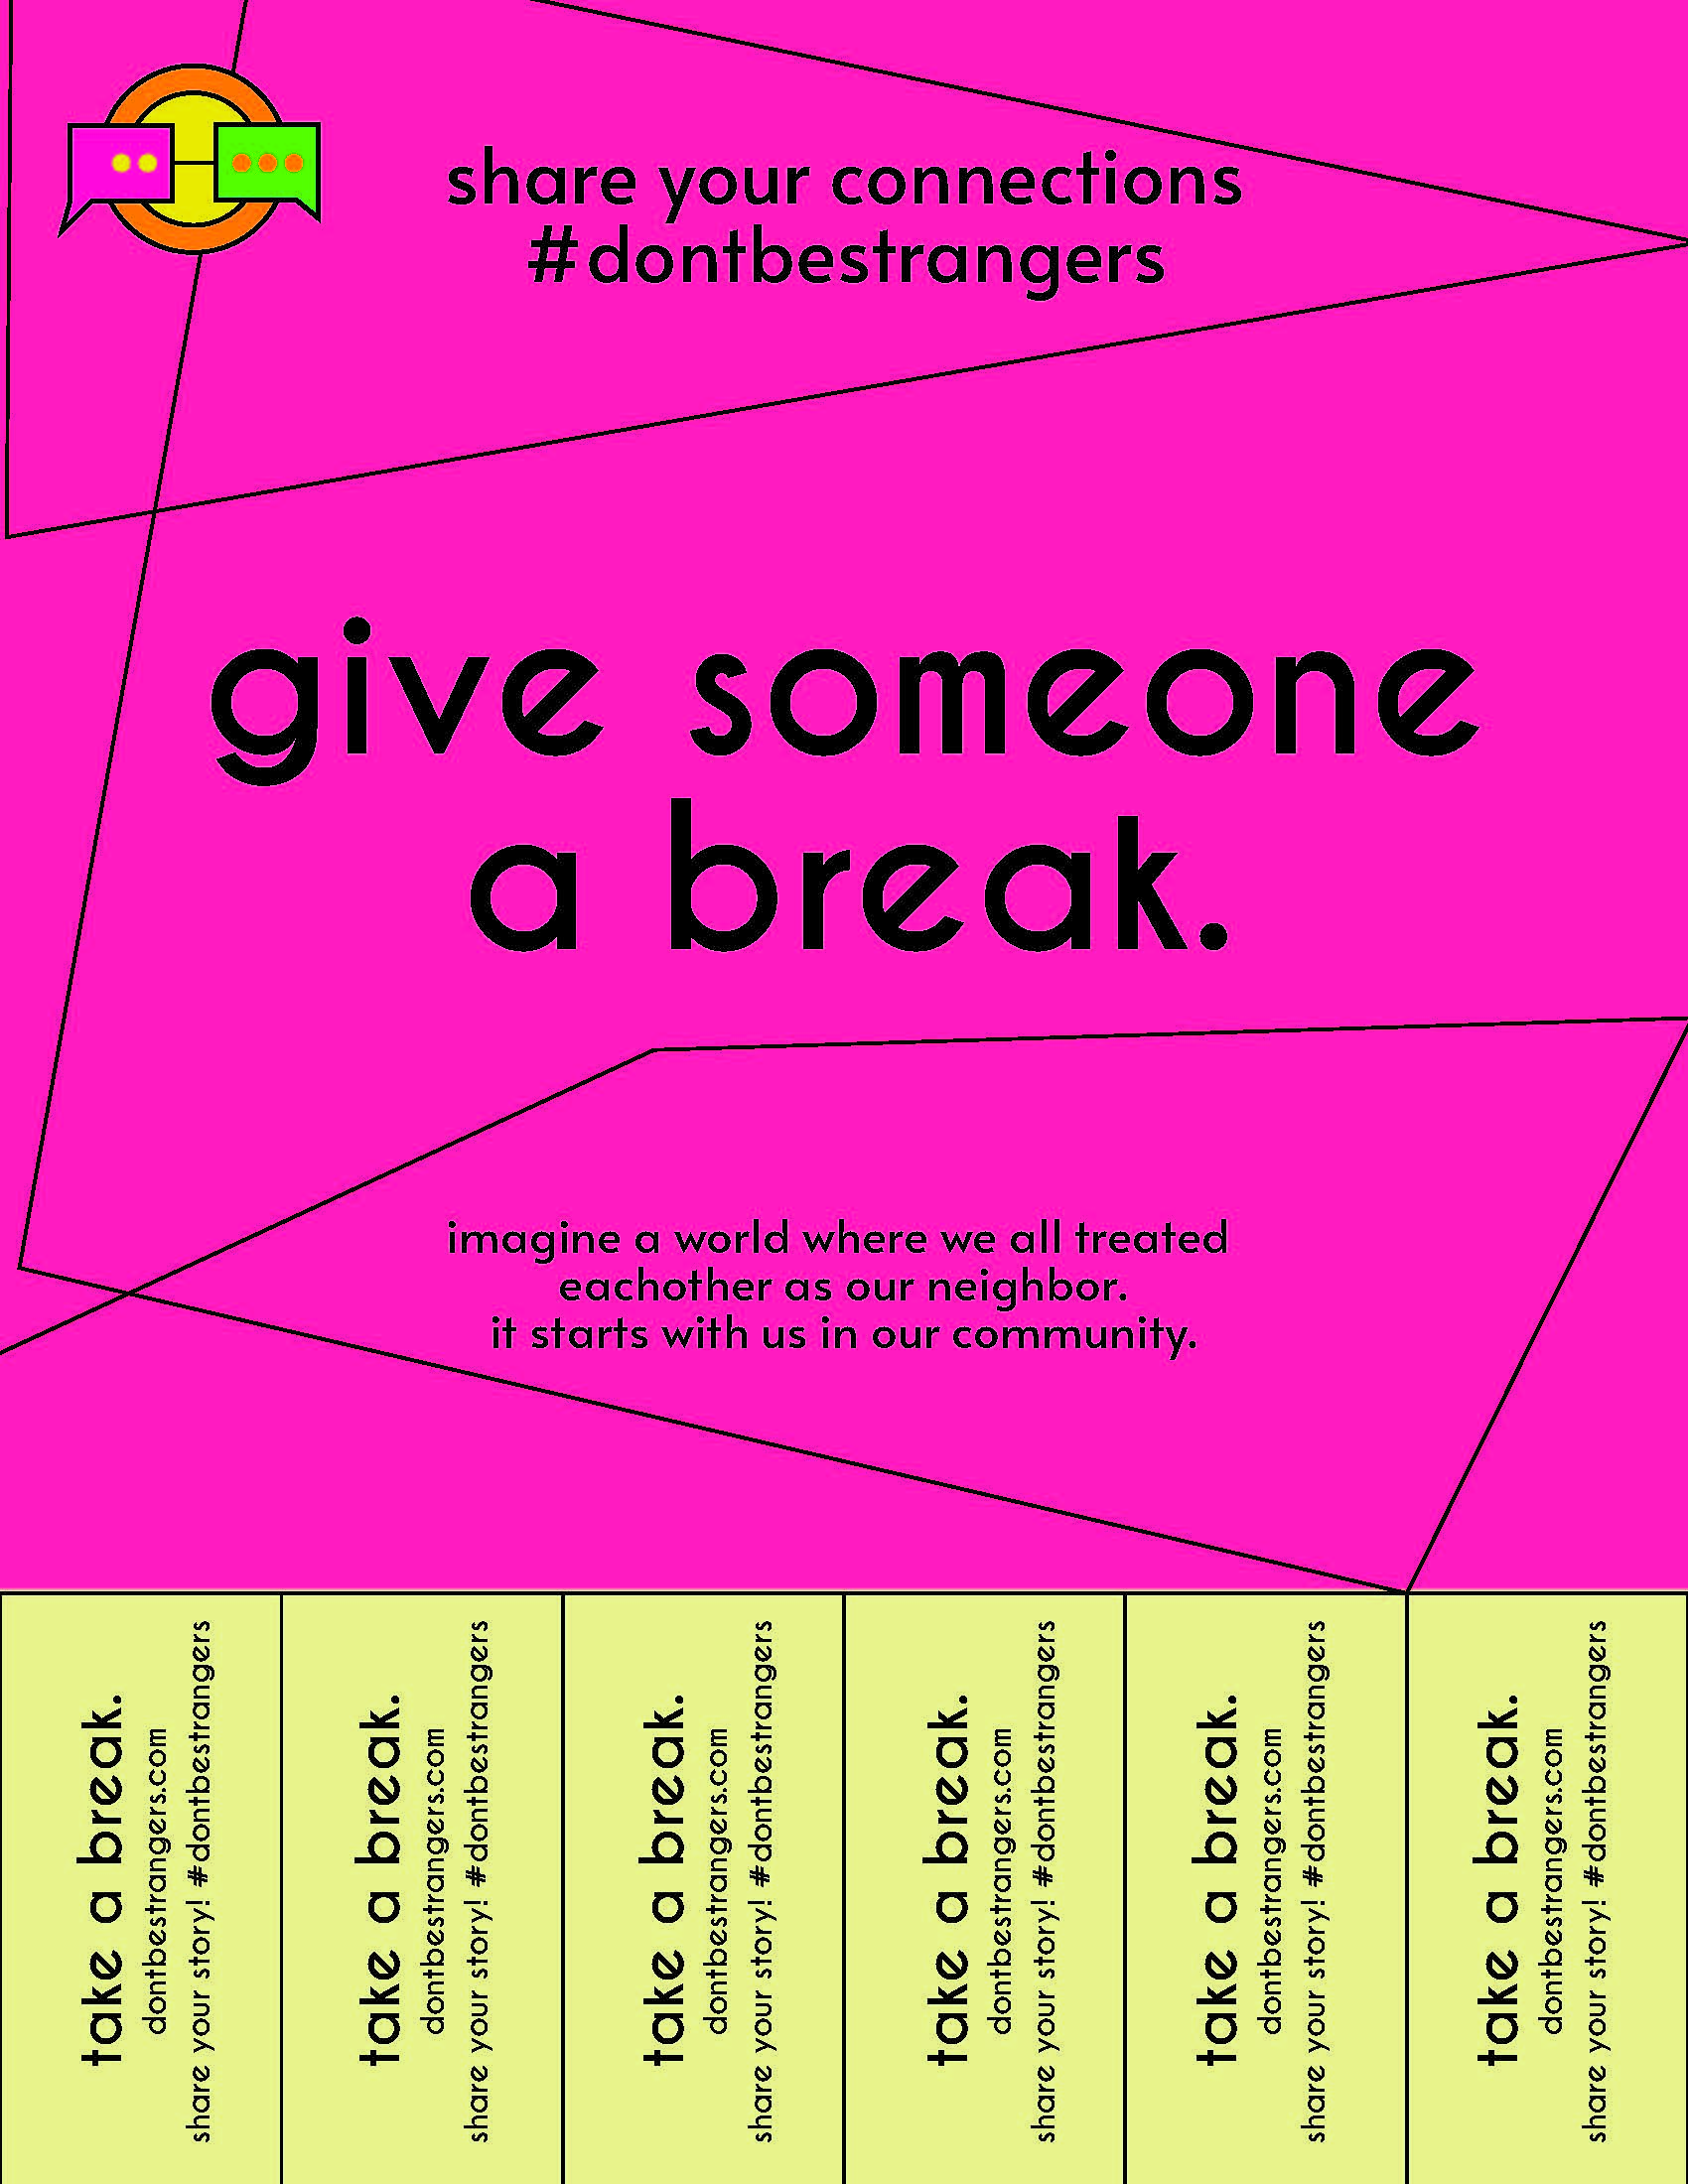 share your connections
#dontbestrangers
give someone
a break.
imagine a world where we all treated
eachother as our neighbor.
it starts with us in our community.
take a break.
dontbestrangers.com
share your story! #dontbestrangers
take a break.
dontbestrangers.com
share your story! #dontbestrangers
take a break.
dontbestrangers.com
share your story! #dontbestrangers
take a break.
dontbestrangers.com
share your story! #dontbestrangers
take a break.
dontbestrangers.com
share your story! #dontbestrangers
take a break.
dontbestrangers.com
share your story! #dontbestrangers